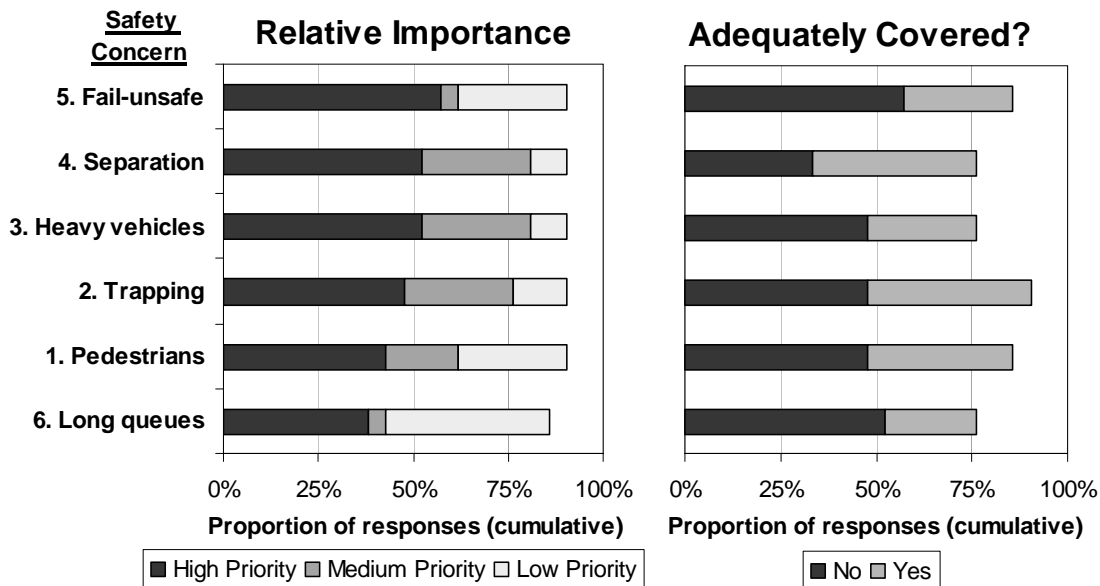 Safety
Concern
Relative Importance
Adequately Covered?
5. Fail-unsafe
4. Separation
3. Heavy vehicles
2. Trapping
1. Pedestrians
6. Long queues
0% 25% 50% 75% 100%
0% 25% 50% 75% 100%
Proportion of responses (cumulative)
Proportion of responses (cumulative)
High Priority Medium Priority Low Priority
No Yes